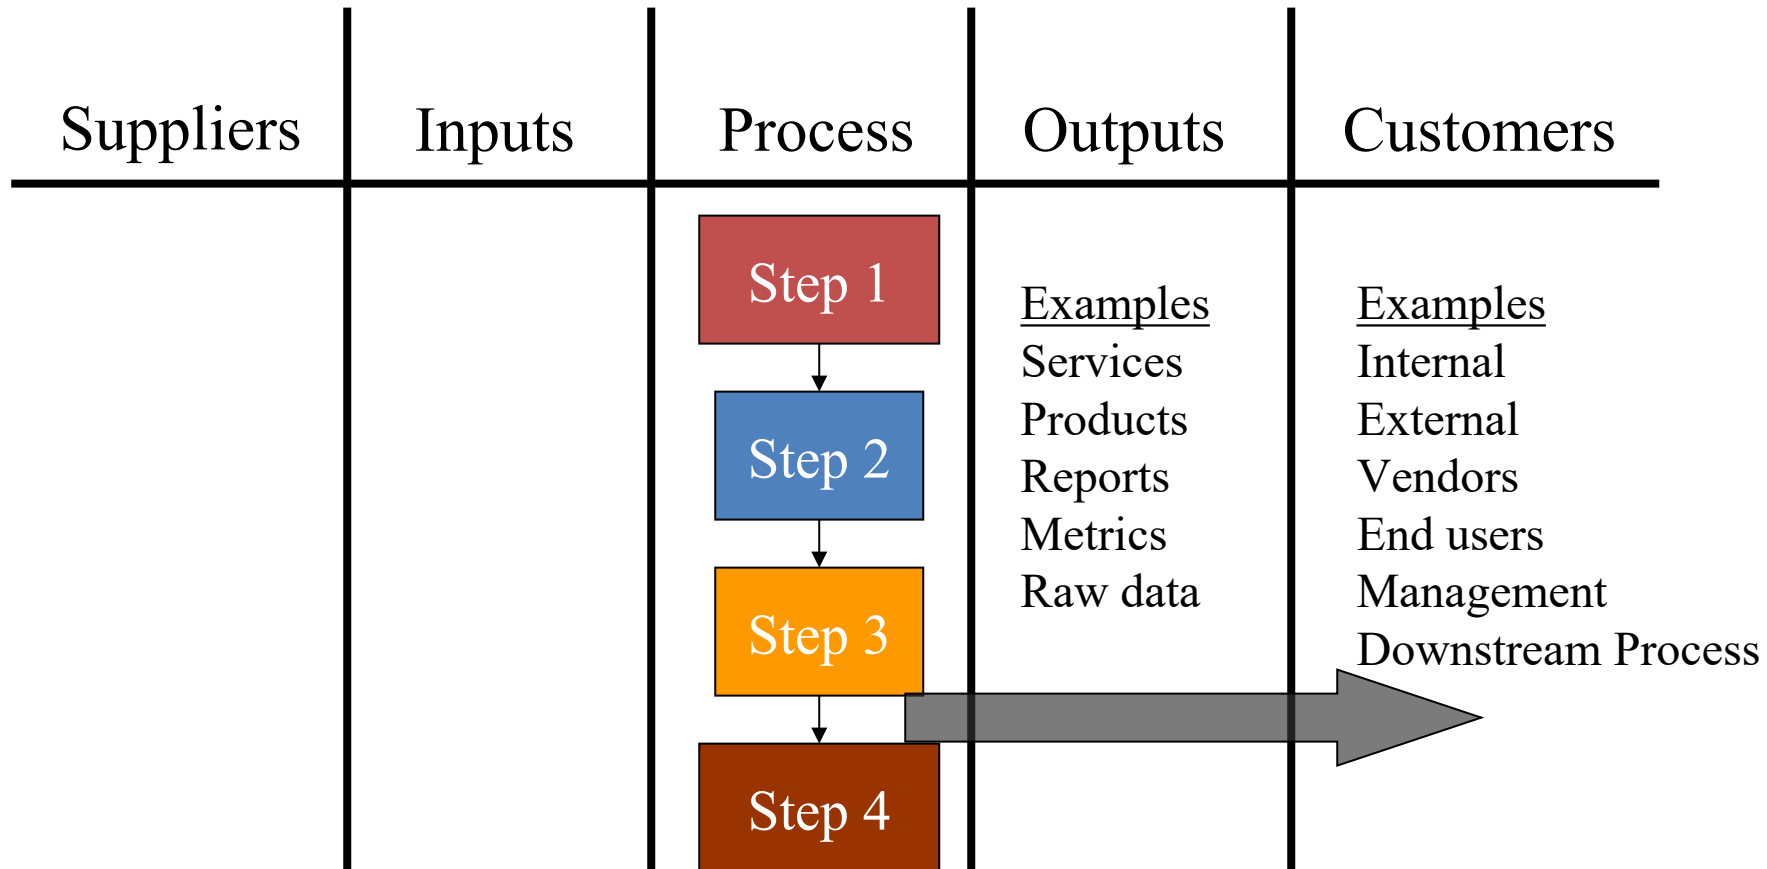 Suppliers
Inputs
Process
Outputs
Customers
Step 1
Step 2
Step 3
Step 4
Examples
Services
Products
Reports
Metrics
Raw data
Examples
Internal
External
Vendors
End users
Management
Downstream Process